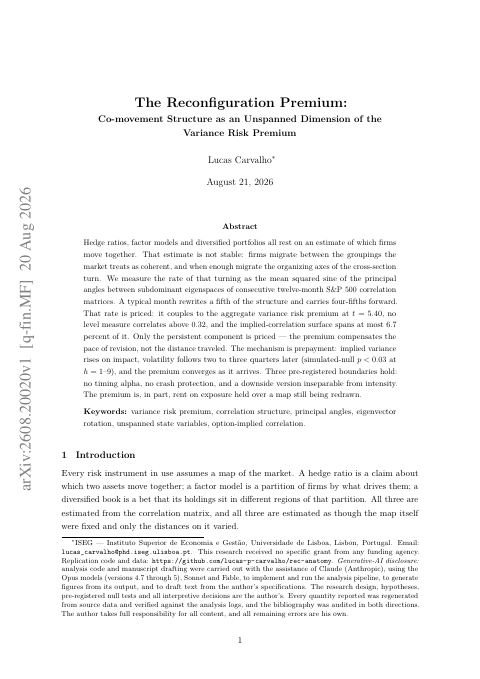 The Reconfiguration Premium:
Co-movement Structure as an Unspanned Dimension of the
Variance Risk Premium
Lucas Carvalho*
August 21, 2026
arXiv:2608.20020v1 [q-fin.MF] 20 Aug 2026
Abstract
Hedge ratios, factor models and diversified portfolios all rest on an estimate of which firms
move together. That estimate is not stable: firms migrate between the groupings the
market treats as coherent, and when enough migrate the organizing axes of the cross-section
turn. We measure the rate of that turning as the mean squared sine of the principal
angles between subdominant eigenspaces of consecutive twelve-month S&P 500 correlation
matrices. A typical month rewrites a fifth of the structure and carries four-fifths forward.
That rate is priced: it couples to the aggregate variance risk premium at t = 5.40, no
level measure correlates above 0.32, and the implied-correlation surface spans at most 6.7
percent of it. Only the persistent component is priced — the premium compensates the
pace of revision, not the distance traveled. The mechanism is prepayment: implied variance
rises on impact, volatility follows two to three quarters later (simulated-null p < 0.03 at
h = 1–9), and the premium converges as it arrives. Three pre-registered boundaries hold:
no timing alpha, no crash protection, and a downside version inseparable from intensity.
The premium is, in part, rent on exposure held over a map still being redrawn.
Keywords: variance risk premium, correlation structure, principal angles, eigenvector
rotation, unspanned state variables, option-implied correlation.
1 Introduction
Every risk instrument in use assumes a map of the market. A hedge ratio is a claim about
which two assets move together; a factor model is a partition of firms by what drives them; a
diversified book is a bet that its holdings sit in different regions of that partition. All three are
estimated from the correlation matrix, and all three are estimated as though the map itself
were fixed and only the distances on it varied.
*ISEG — Instituto Superior de Economia e Gestão, Universidade de Lisboa, Lisbon, Portugal. Email:
lucas_carvalho@phd.iseg.ulisboa.pt. This research received no specific grant from any funding agency.
Replication code and data: https://github.com/lucas-p-carvalho/rec-anatomy. Generative-AI disclosure:
analysis code and manuscript drafting were carried out with the assistance of Claude (Anthropic), using the
Opus models (versions 4.7 through 5), Sonnet and Fable, to implement and run the analysis pipeline, to generate
figures from its output, and to draft text from the author's specifications. The research design, hypotheses,
pre-registered null tests and all interpretive decisions are the author's. Every quantity reported was regenerated
from source data and verified against the analysis logs, and the bibliography was audited in both directions.
The author takes full responsibility for all content, and all remaining errors are his own.
1